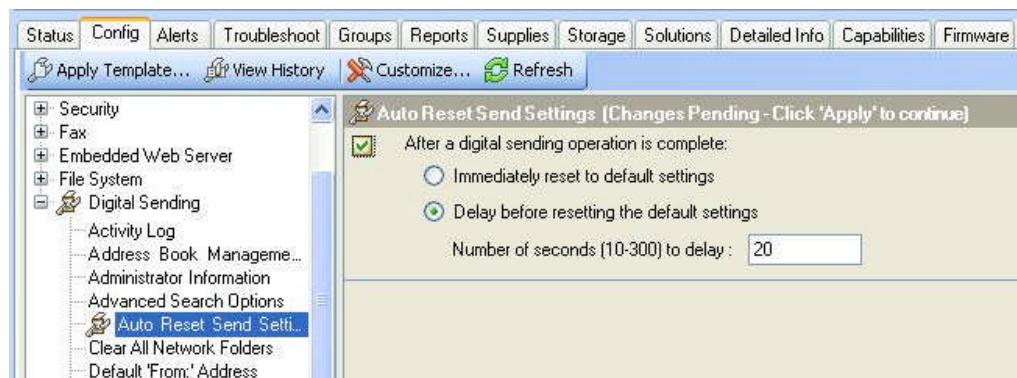 Status Config Alerts Troubleshoot Groups Reports Supplies Storage Solutions Detailed Info Capabilities Firmware
Apply Template... View History Customize... Refresh
Security
Fax
Embedded Web Server
File System
Digital Sending
Activity Log
Address Book Manageme...
Administrator Information
Advanced Search Options
Auto Reset Send Setti...
Clear All Network Folders
Default 'From:' Address
Auto Reset Send Settings (Changes Pending - Click 'Apply' to continue)
After a digital sending operation is complete:
Immediately reset to default settings
Delay before resetting the default settings
Number of seconds (10-300) to delay : 20